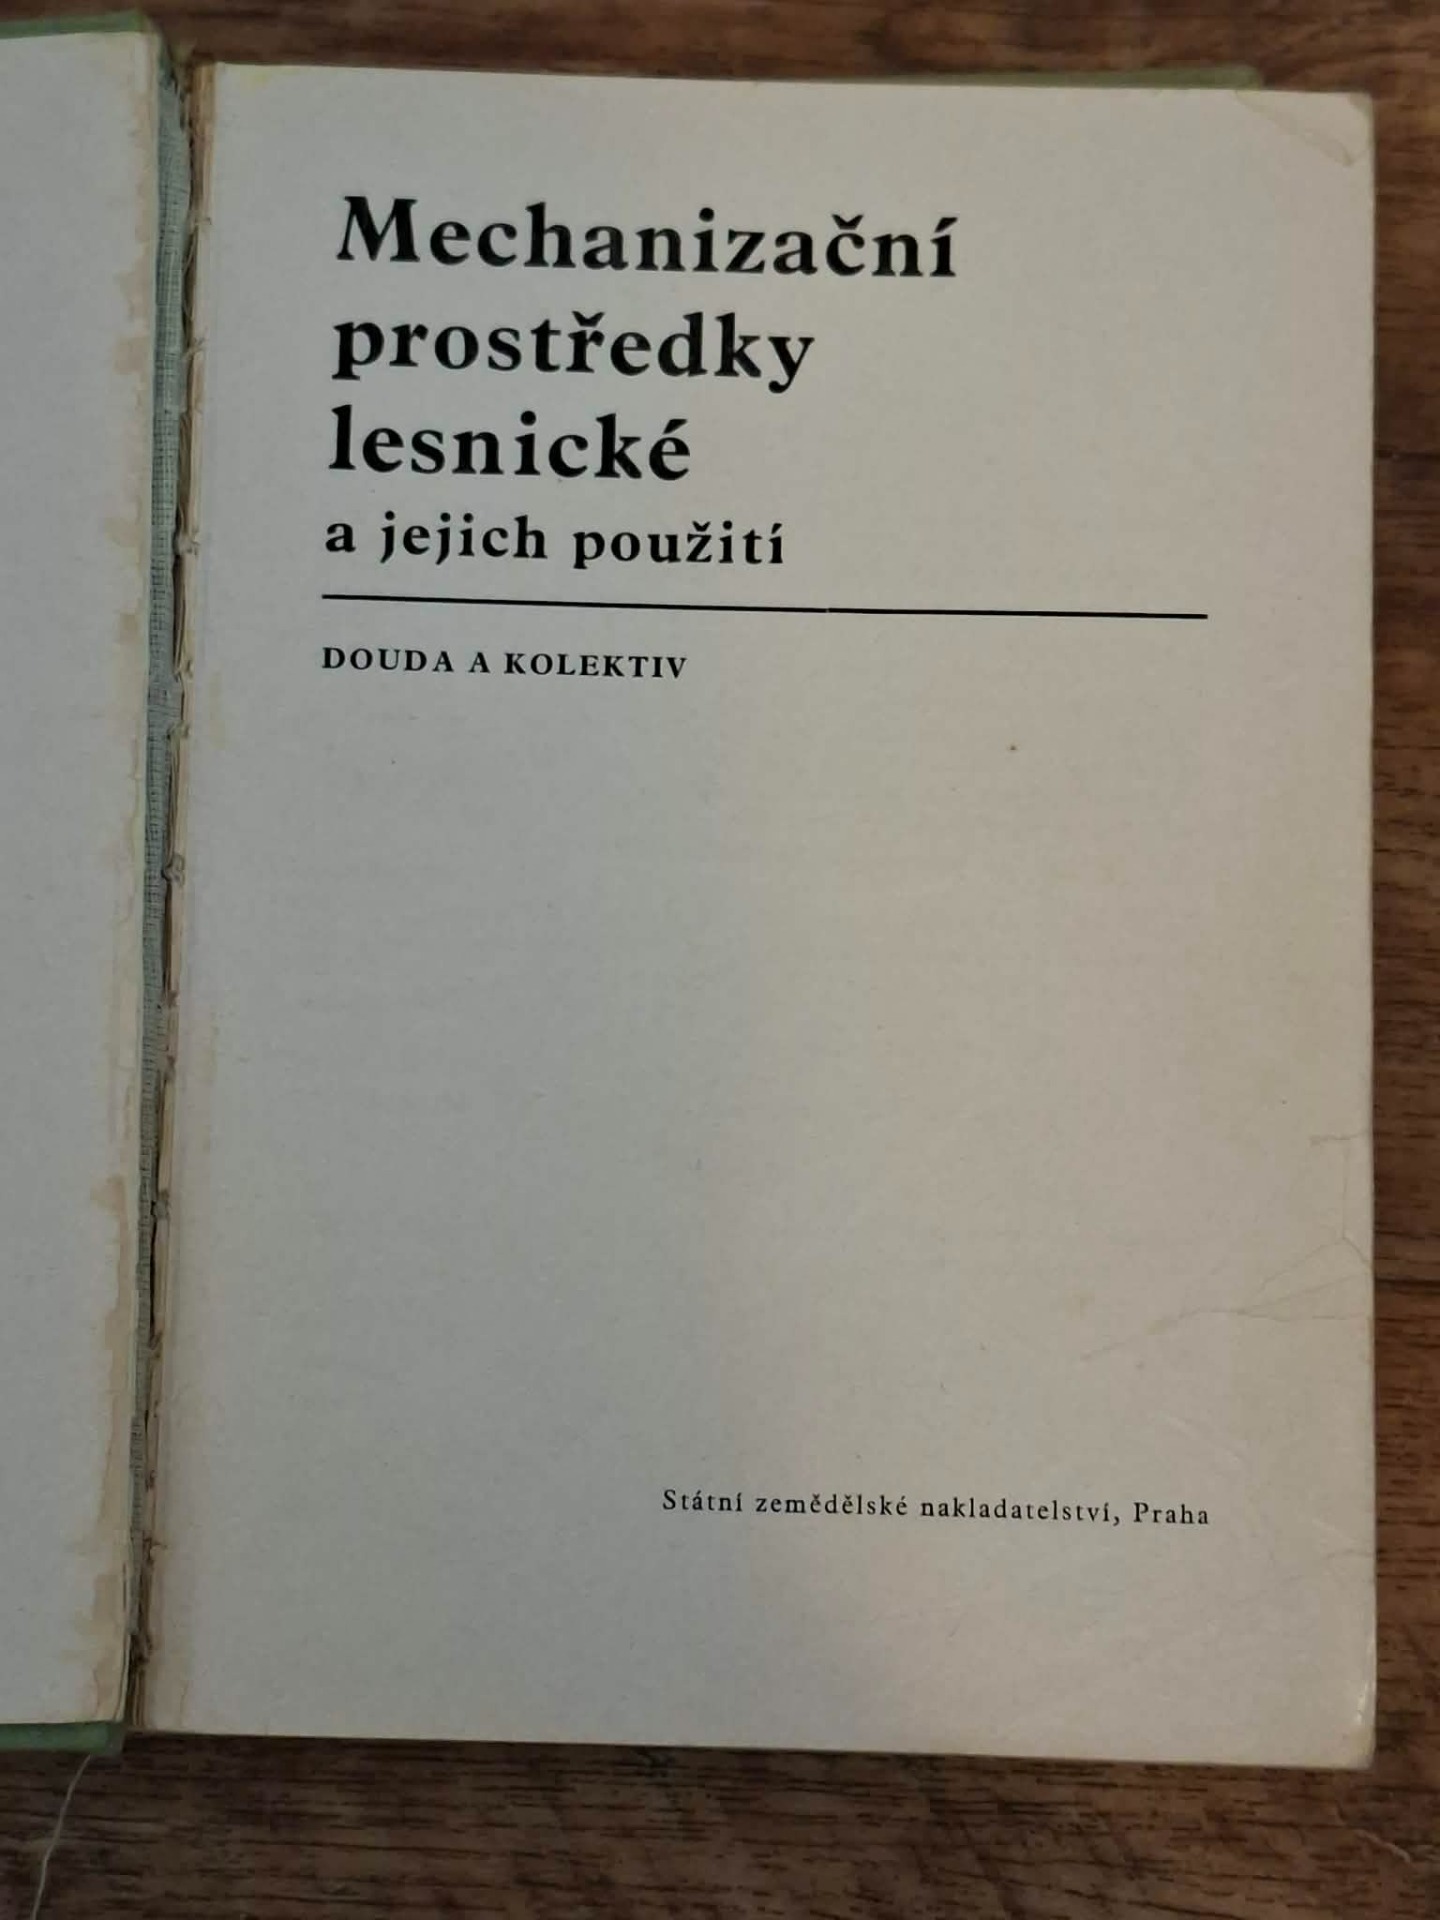 Mechanizační
prostředky
lesnické
a jejich použití
DOUDA A KOLEKTIV
Státní zemědělské nakladatelství, Praha